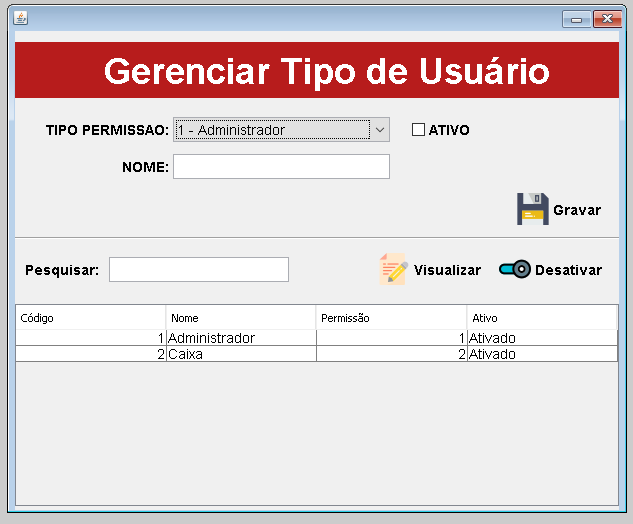 Gerenciar Tipo de Usuário
TIPO PERMISSAO: 1 - Administrador ATIVO
NOME:
Gravar
Pesquisar: Visualizar Desativar
Código Nome Permissão Ativo
1 Administrador 1 Ativado
2 Caixa 2 Ativado